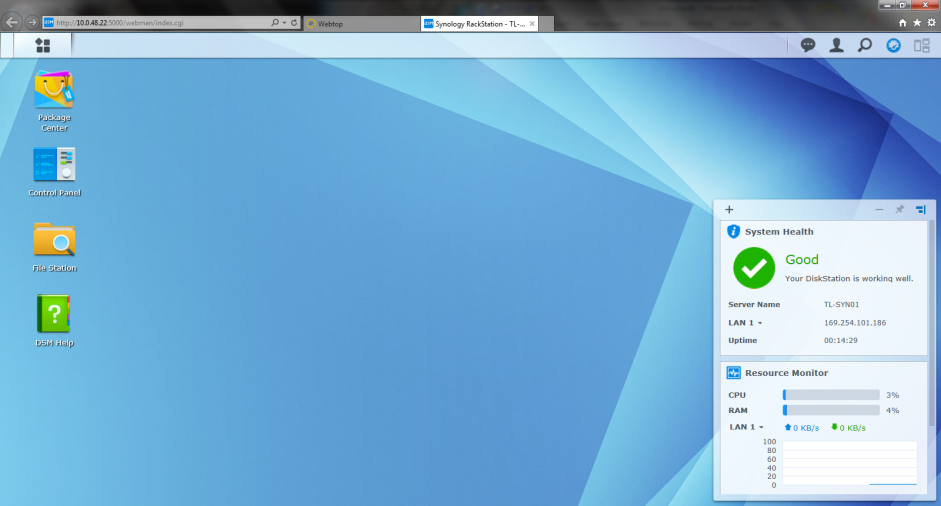 http://10.0.48.22:5000/webman/index.cgi
Webtop
DSM Synology RackStation - TL-...
Package
Center
Control Panel
File Station
?
DSM Help
System Health
Good
Your DiskStation is working well.
Server Name TL-SYN01
LAN 1 169.254.101.186
Uptime 00:14:29
Resource Monitor
CPU 3%
RAM 4%
LAN 1 0 KB/s 0 KB/s
100
80
60
40
20
0